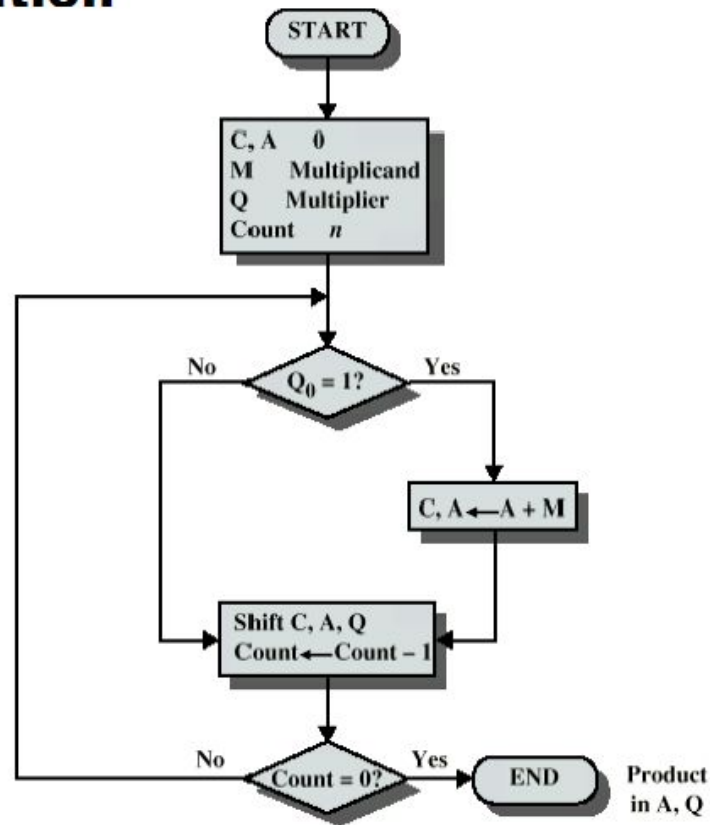 START
C, A 0
M Multiplicand
Q Multiplier
Count n
No
Yes
Q0 = 1?
C, A←A + M
Shift C, A, Q
Count←Count – 1
No
Yes
Count = 0?
END
Product
in A, Q